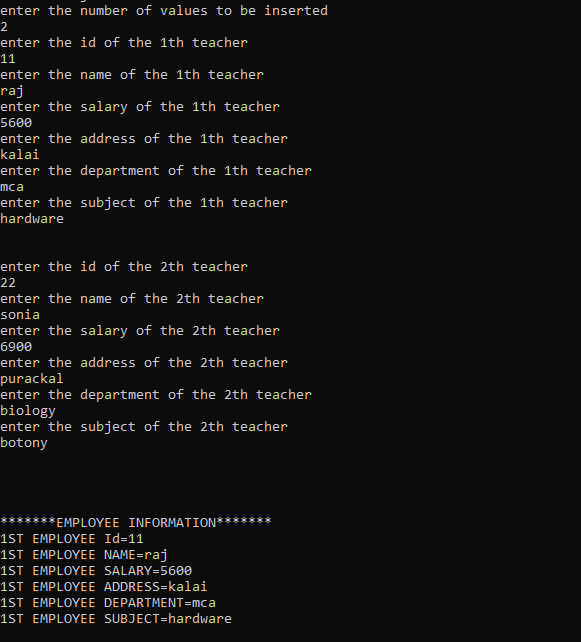 enter the number of values to be inserted
2
enter the id of the 1th teacher
11
enter the name of the 1th teacher
raj
enter the salary of the 1th teacher
5600
enter the address of the 1th teacher
kalai
enter the department of the 1th teacher
mca
enter the subject of the 1th teacher
hardware
enter the id of the 2th teacher
22
enter the name of the 2th teacher
sonia
enter the salary of the 2th teacher
6900
enter the address of the 2th teacher
purackal
enter the department of the 2th teacher
biology
enter the subject of the 2th teacher
botony
*******EMPLOYEE INFORMATION*******
1ST EMPLOYEE Id=11
1ST EMPLOYEE NAME=raj
1ST EMPLOYEE SALARY=5600
1ST EMPLOYEE ADDRESS=kalai
1ST EMPLOYEE DEPARTMENT=mca
1ST EMPLOYEE SUBJECT=hardware